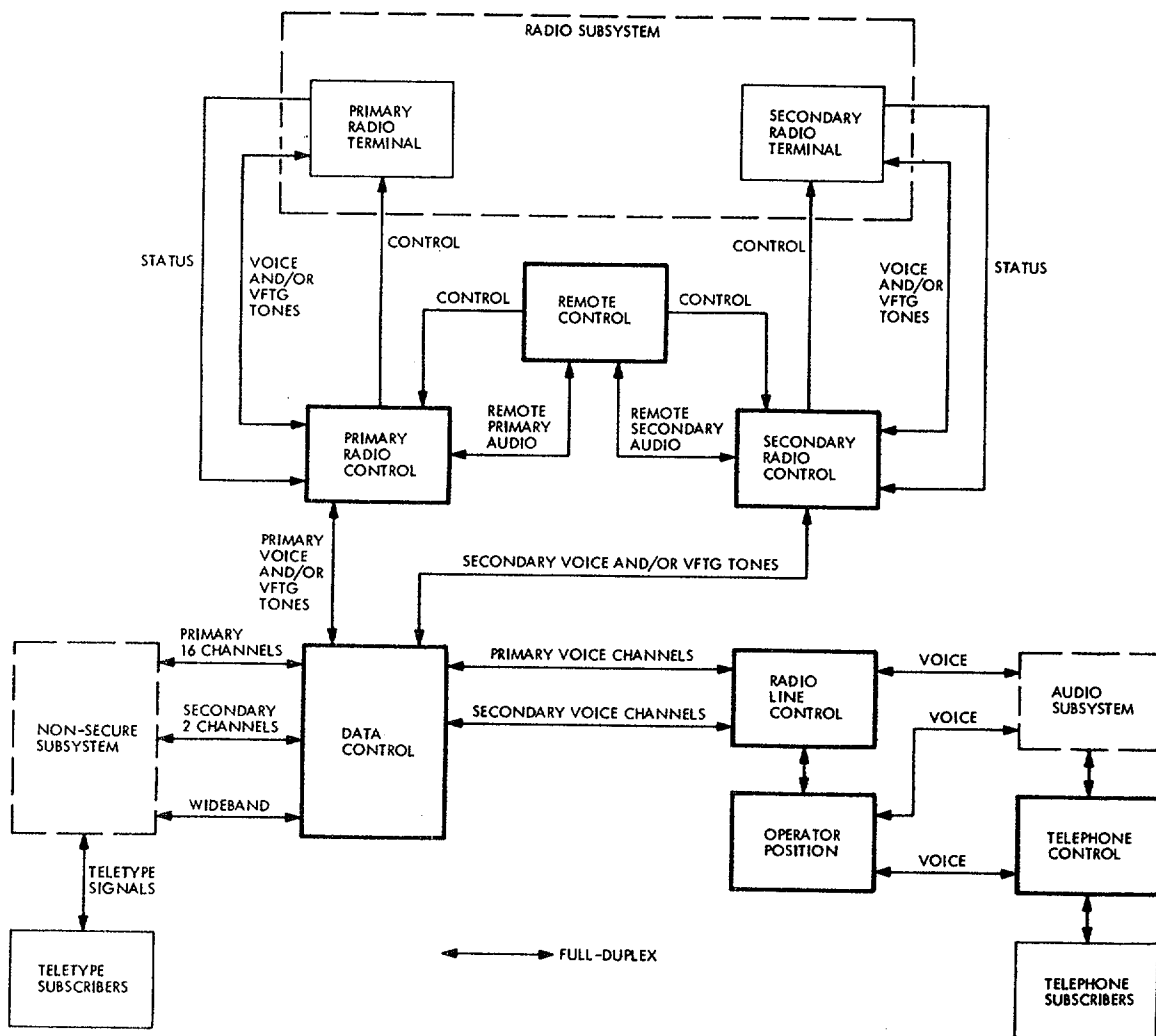 RADIO SUBSYSTEM
PRIMARY
RADIO
TERMINAL
SECONDARY
RADIO
TERMINAL
STATUS
VOICE
AND/OR
VFTG
TONES
CONTROL
CONTROL
REMOTE
CONTROL
CONTROL
CONTROL
VOICE
AND/OR
VFTG
TONES
STATUS
PRIMARY
RADIO
CONTROL
REMOTE
PRIMARY
AUDIO
REMOTE
SECONDARY
AUDIO
SECONDARY
RADIO
CONTROL
PRIMARY
VOICE
AND/OR
VFTG
TONES
SECONDARY VOICE AND/OR VFTG TONES
NON-SECURE
SUBSYSTEM
PRIMARY
16 CHANNELS
SECONDARY
2 CHANNELS
WIDEBAND
DATA
CONTROL
PRIMARY VOICE CHANNELS
SECONDARY VOICE CHANNELS
RADIO
LINE
CONTROL
VOICE
VOICE
AUDIO
SUBSYSTEM
OPERATOR
POSITION
VOICE
TELEPHONE
CONTROL
TELETYPE
SIGNALS
TELETYPE
SUBSCRIBERS
FULL-DUPLEX
TELEPHONE
SUBSCRIBERS